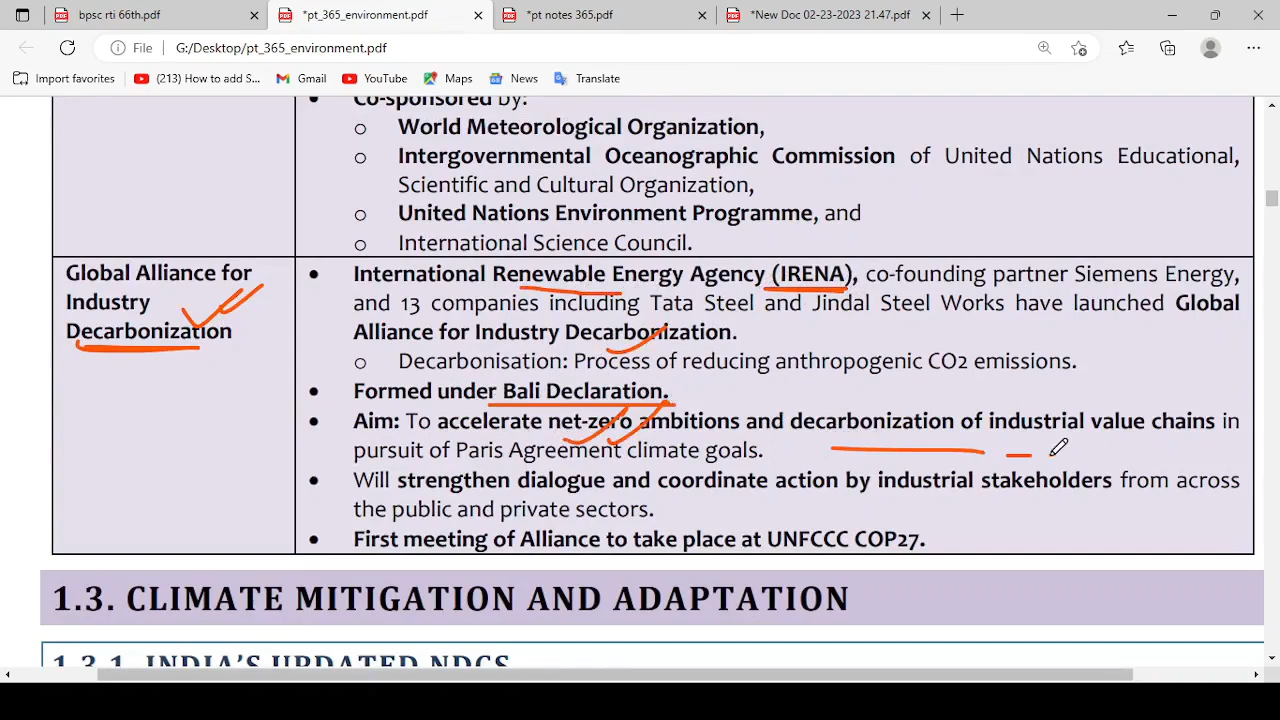 bpsc rti 66th.pdf
*pt_365_environment.pdf
*pt notes 365.pdf
*New Doc 02-23-2023 21.47.pdf
File
G:/Desktop/pt_365_environment.pdf
Import favorites
(213) How to add S...
Gmail
YouTube
Maps
News
Translate
• Co-sponsored by:
o World Meteorological Organization,
o Intergovernmental Oceanographic Commission of United Nations Educational,
Scientific and Cultural Organization,
o United Nations Environment Programme, and
o International Science Council.
Global Alliance for
Industry
Decarbonization
• International Renewable Energy Agency (IRENA), co-founding partner Siemens Energy,
and 13 companies including Tata Steel and Jindal Steel Works have launched Global
Alliance for Industry Decarbonization.
o Decarbonisation: Process of reducing anthropogenic CO2 emissions.
• Formed under Bali Declaration.
• Aim: To accelerate net-zero ambitions and decarbonization of industrial value chains in
pursuit of Paris Agreement climate goals.
• Will strengthen dialogue and coordinate action by industrial stakeholders from across
the public and private sectors.
• First meeting of Alliance to take place at UNFCCC COP27.
1.3. CLIMATE MITIGATION AND ADAPTATION
1.3.1. INDIA'S UPDATED NDCS